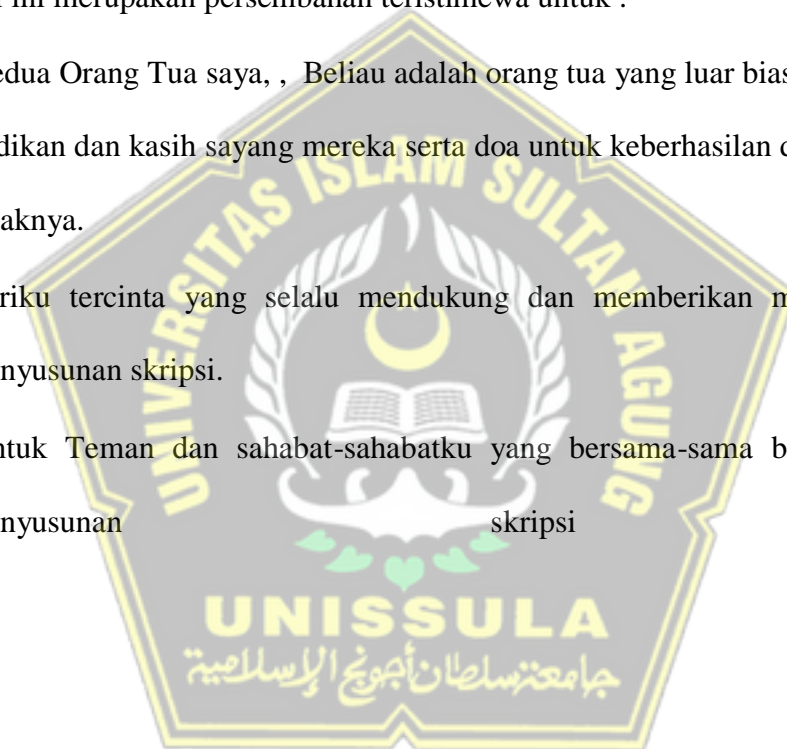 ini merupakan persembahan teristimewa untuk :
edua Orang Tua saya, , Beliau adalah orang tua yang luar bias
dikan dan kasih sayang mereka serta doa untuk keberhasilan d
aknya.
riku tercinta yang selalu mendukung dan memberikan m
nyusunan skripsi.
ntuk Teman dan sahabat-sahabatku yang bersama-sama b
nyusunan skripsi
UNIVERSITAS ISLAM SULTAN AGUNG
UNISSULA
جامعة سلطان أجونج الإسلامية